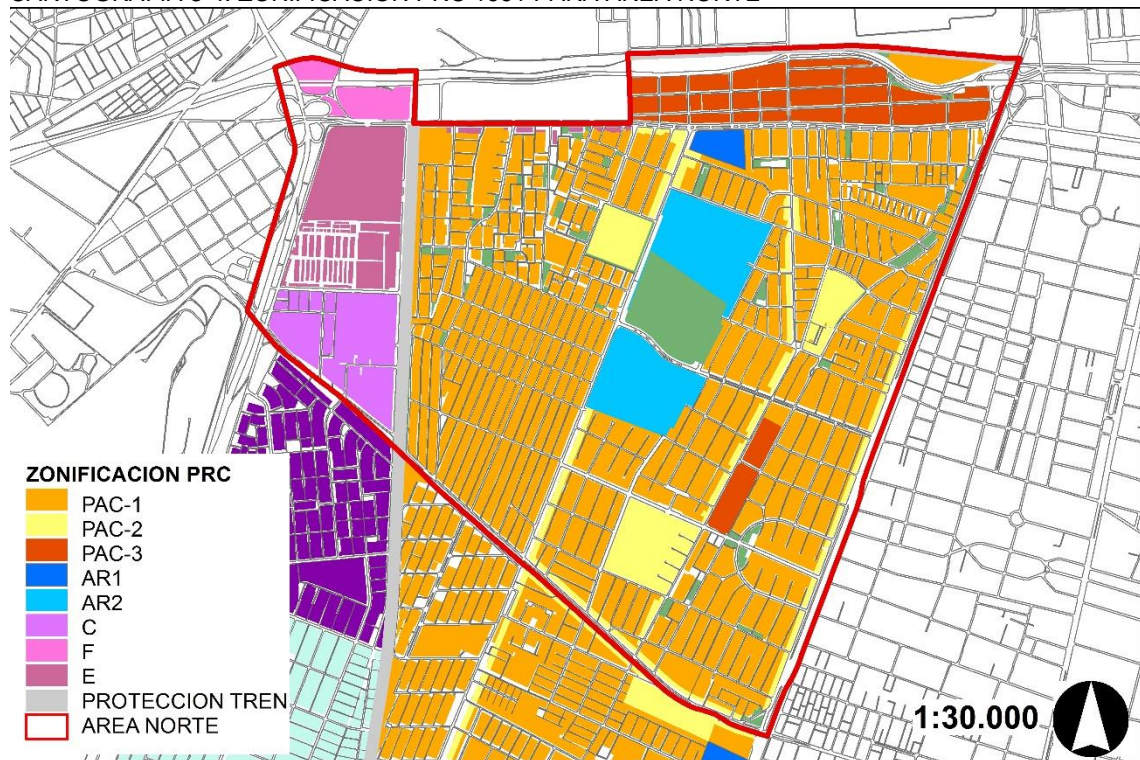 ZONIFICACION PRC
PAC-1
PAC-2
PAC-3
AR1
AR2
C
F
E
PROTECCION TREN
AREA NORTE
1:30.000